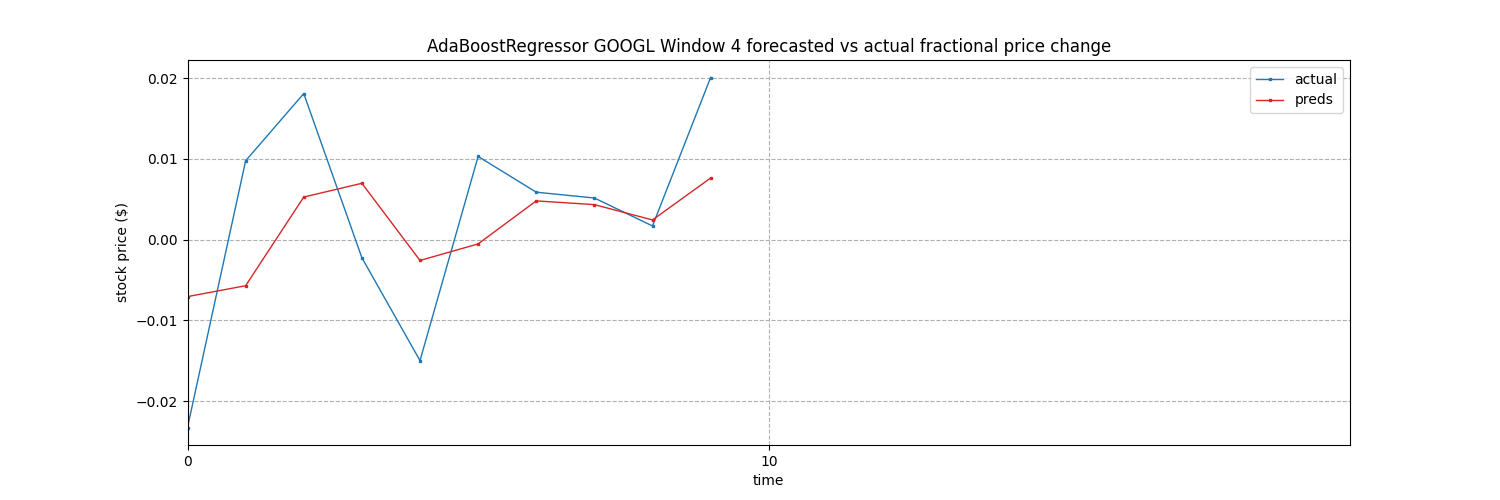 AdaBoostRegressor GOOGL Window 4 forecasted vs actual fractional price change
actual
preds
0.02
0.01
0.00
−0.01
−0.02
stock price ($)
0
10
time